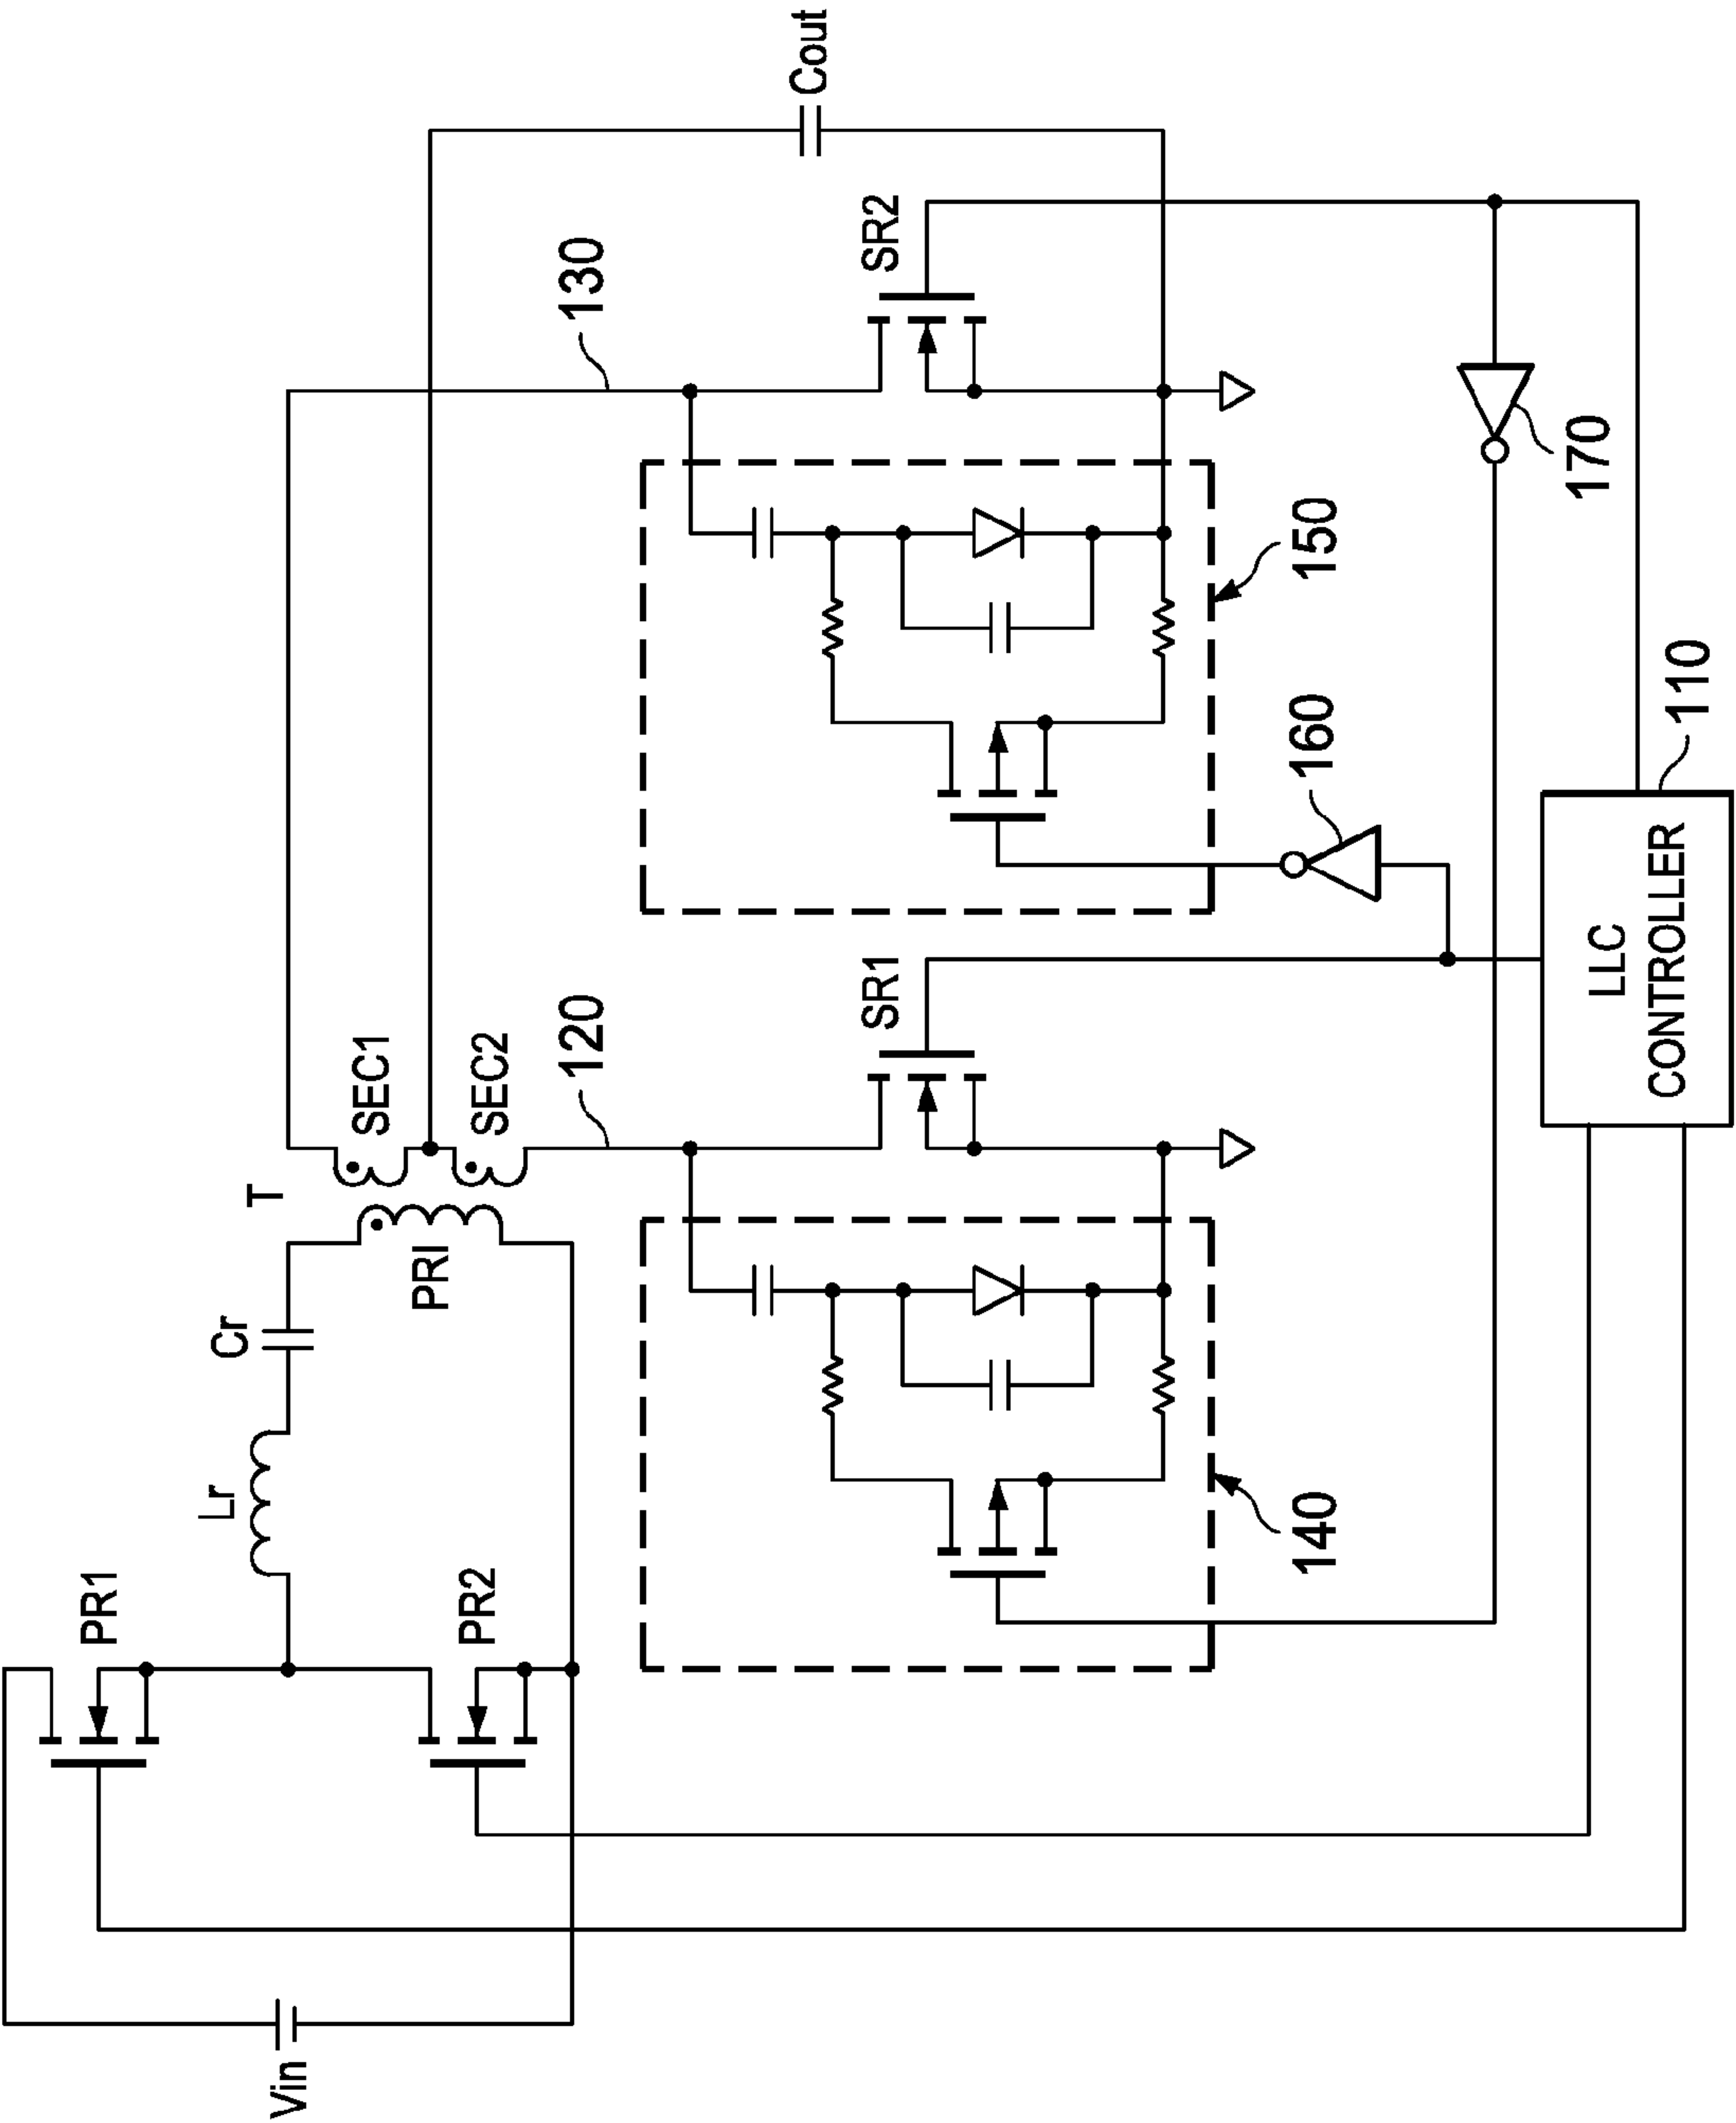 Vin
PR1
PR2
Lr
Cr
T
PRI
SEC1
SEC2
120
130
SR1
SR2
Cout
140
150
160
170
LLC
CONTROLLER
110